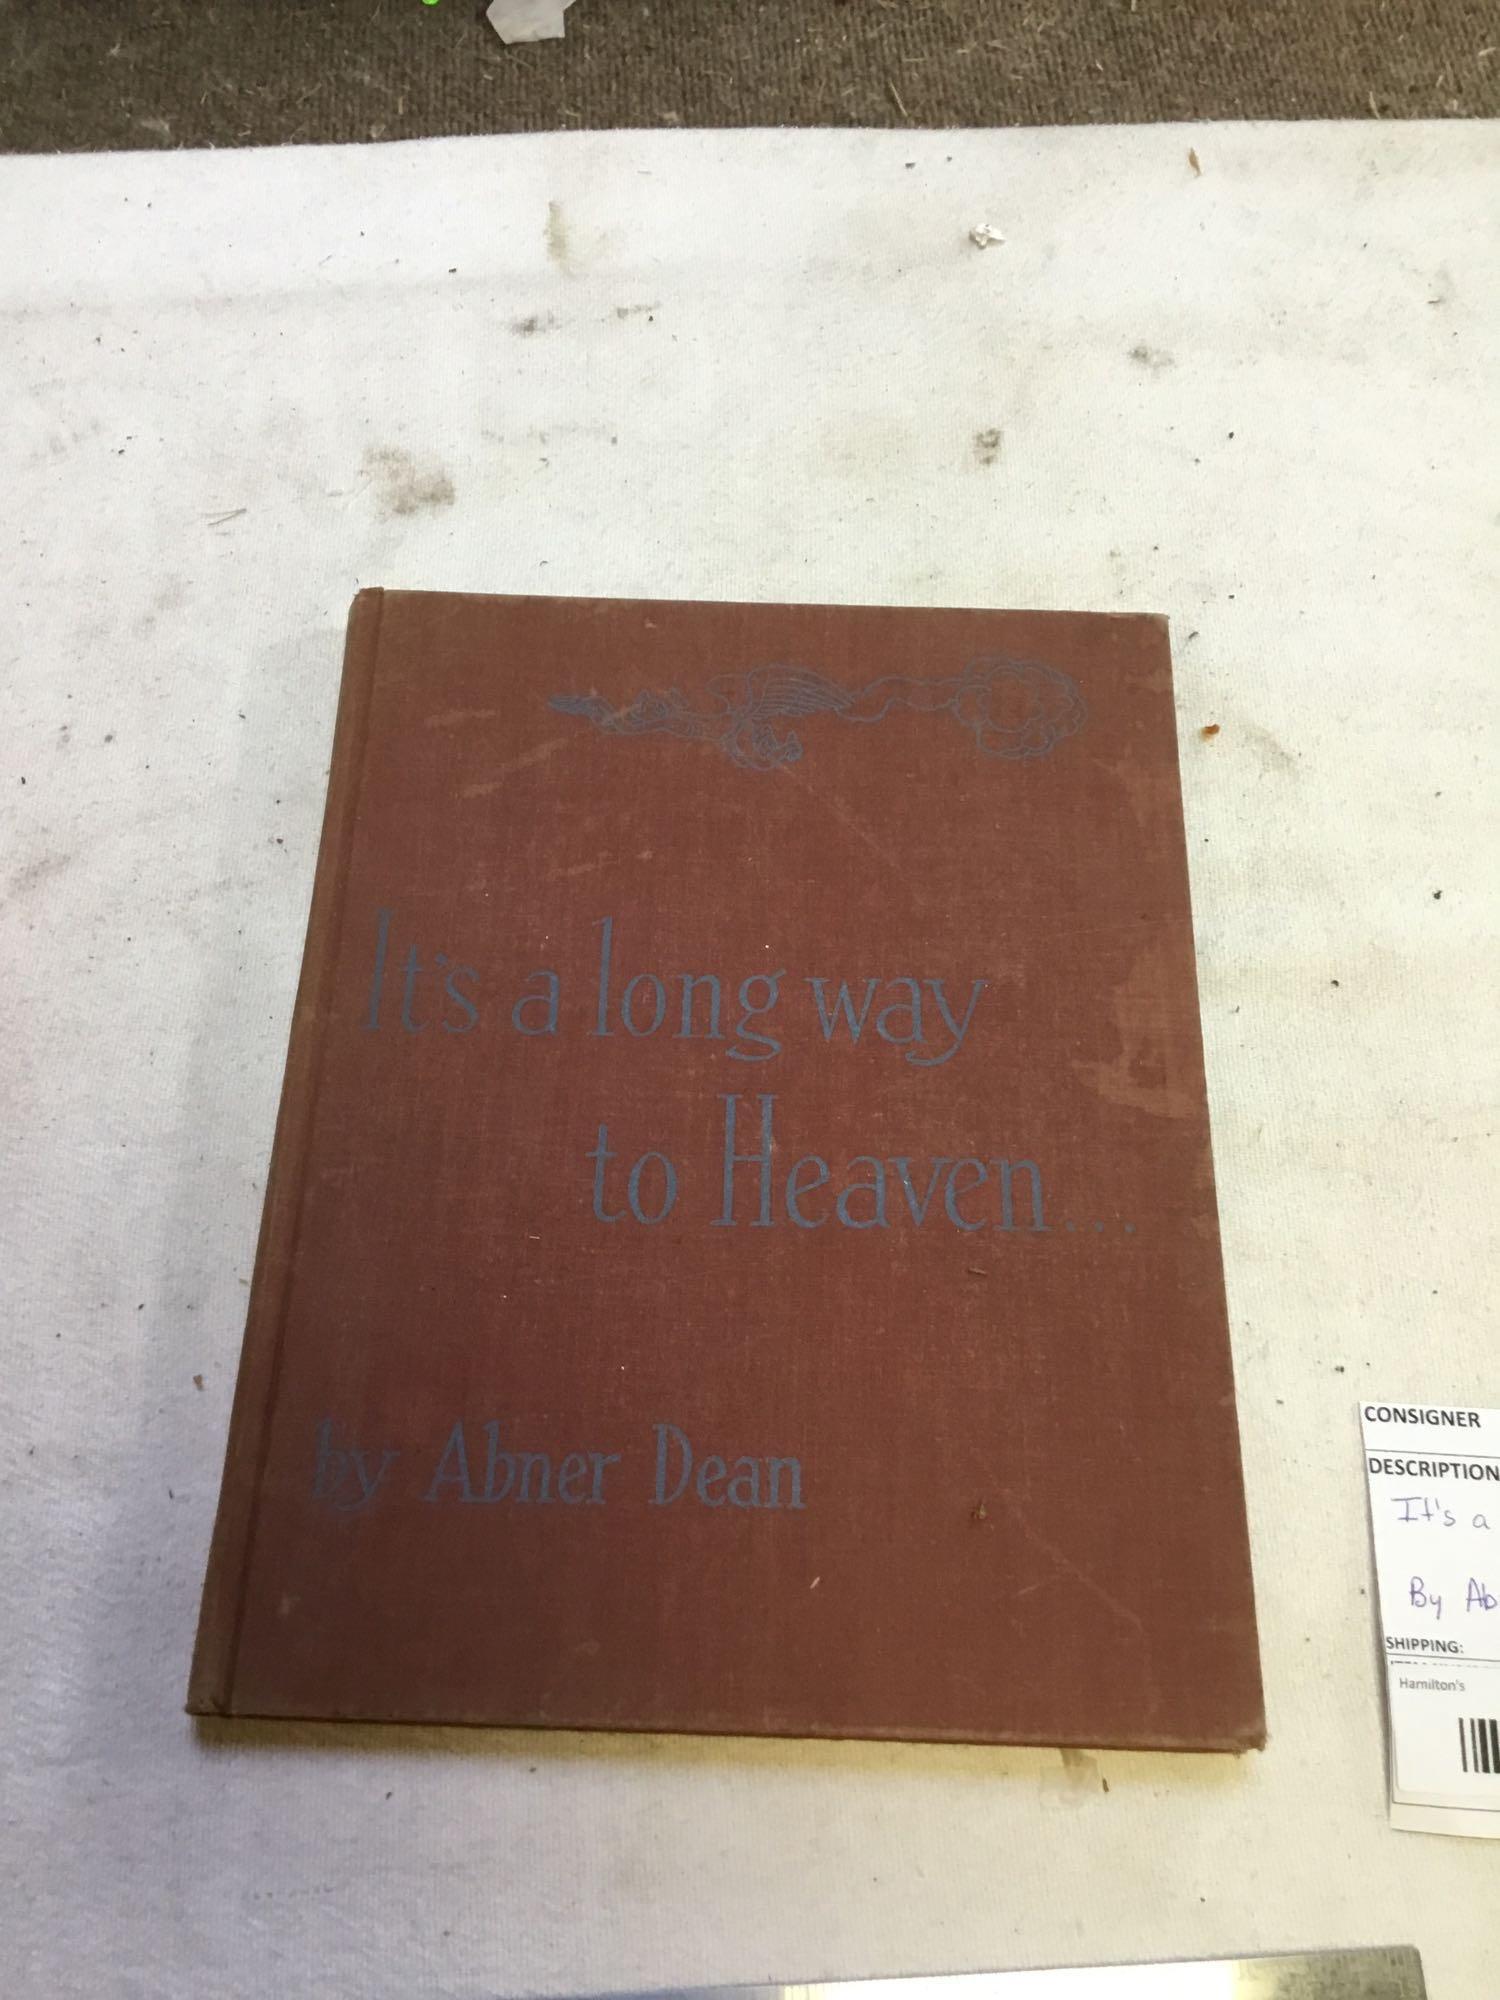 It's a long way
to Heaven...
by Abner Dean
CONSIGNER
DESCRIPTION
It's a
By Ab
SHIPPING:
Hamilton's